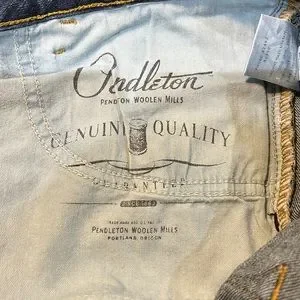 Pendleton
PENDLETON WOOLEN MILLS
GENUINE QUALITY
GUARANTEED
SINCE 1863
PENDLETON WOOLEN MILLS
PORTLAND, OREGON